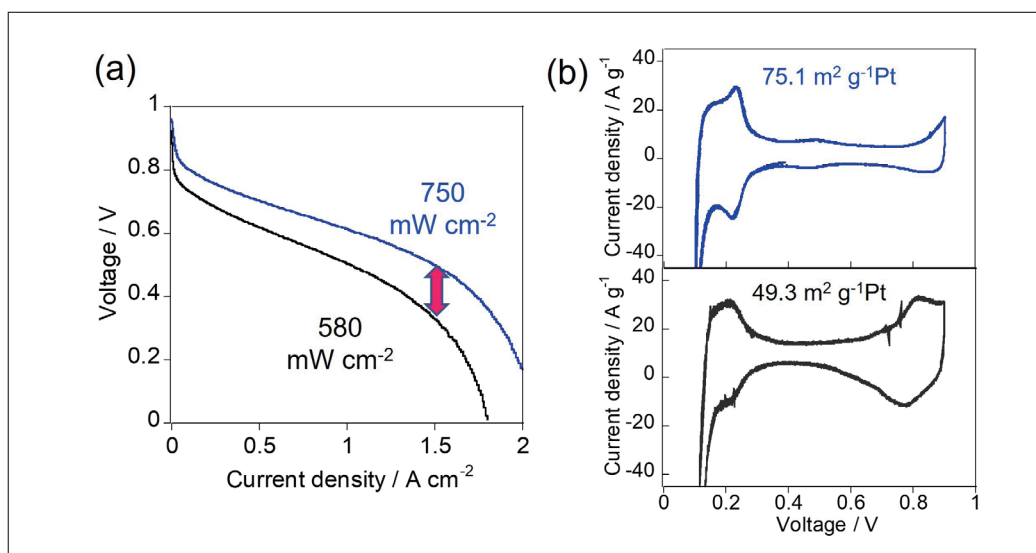 (a)
1
0.8
0.6
0.4
0.2
0
Voltage / V
750
mW cm-2
580
mW cm-2
0
0.5
1
1.5
2
Current density / A cm-2
(b)
40
20
0
-20
-40
Current density / A g-1
75.1 m2 g-1Pt
40
20
0
-20
-40
Current density / A g-1
49.3 m2 g-1Pt
0
0.2
0.4
0.6
0.8
1
Voltage / V